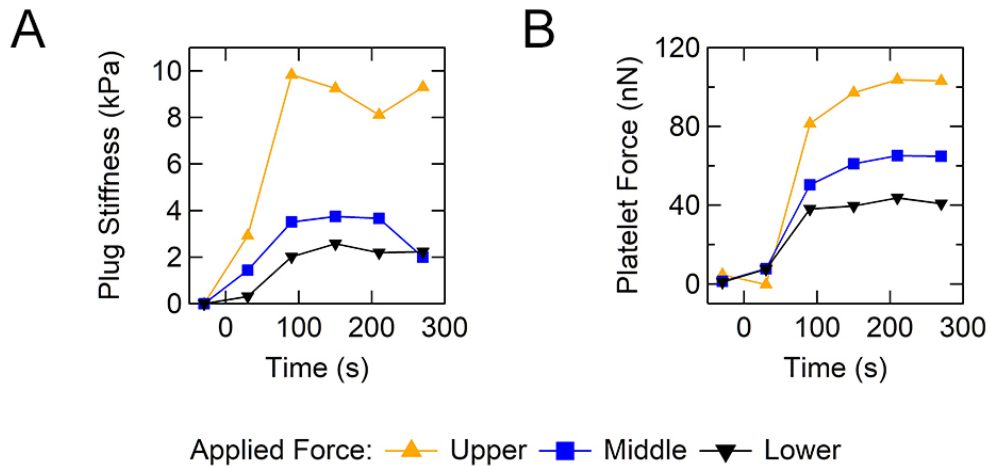 A
Plug Stiffness (kPa)
10
8
6
4
2
0
0 100 200 300
Time (s)
B
Platelet Force (nN)
120
80
40
0
0 100 200 300
Time (s)
Applied Force: Upper Middle Lower